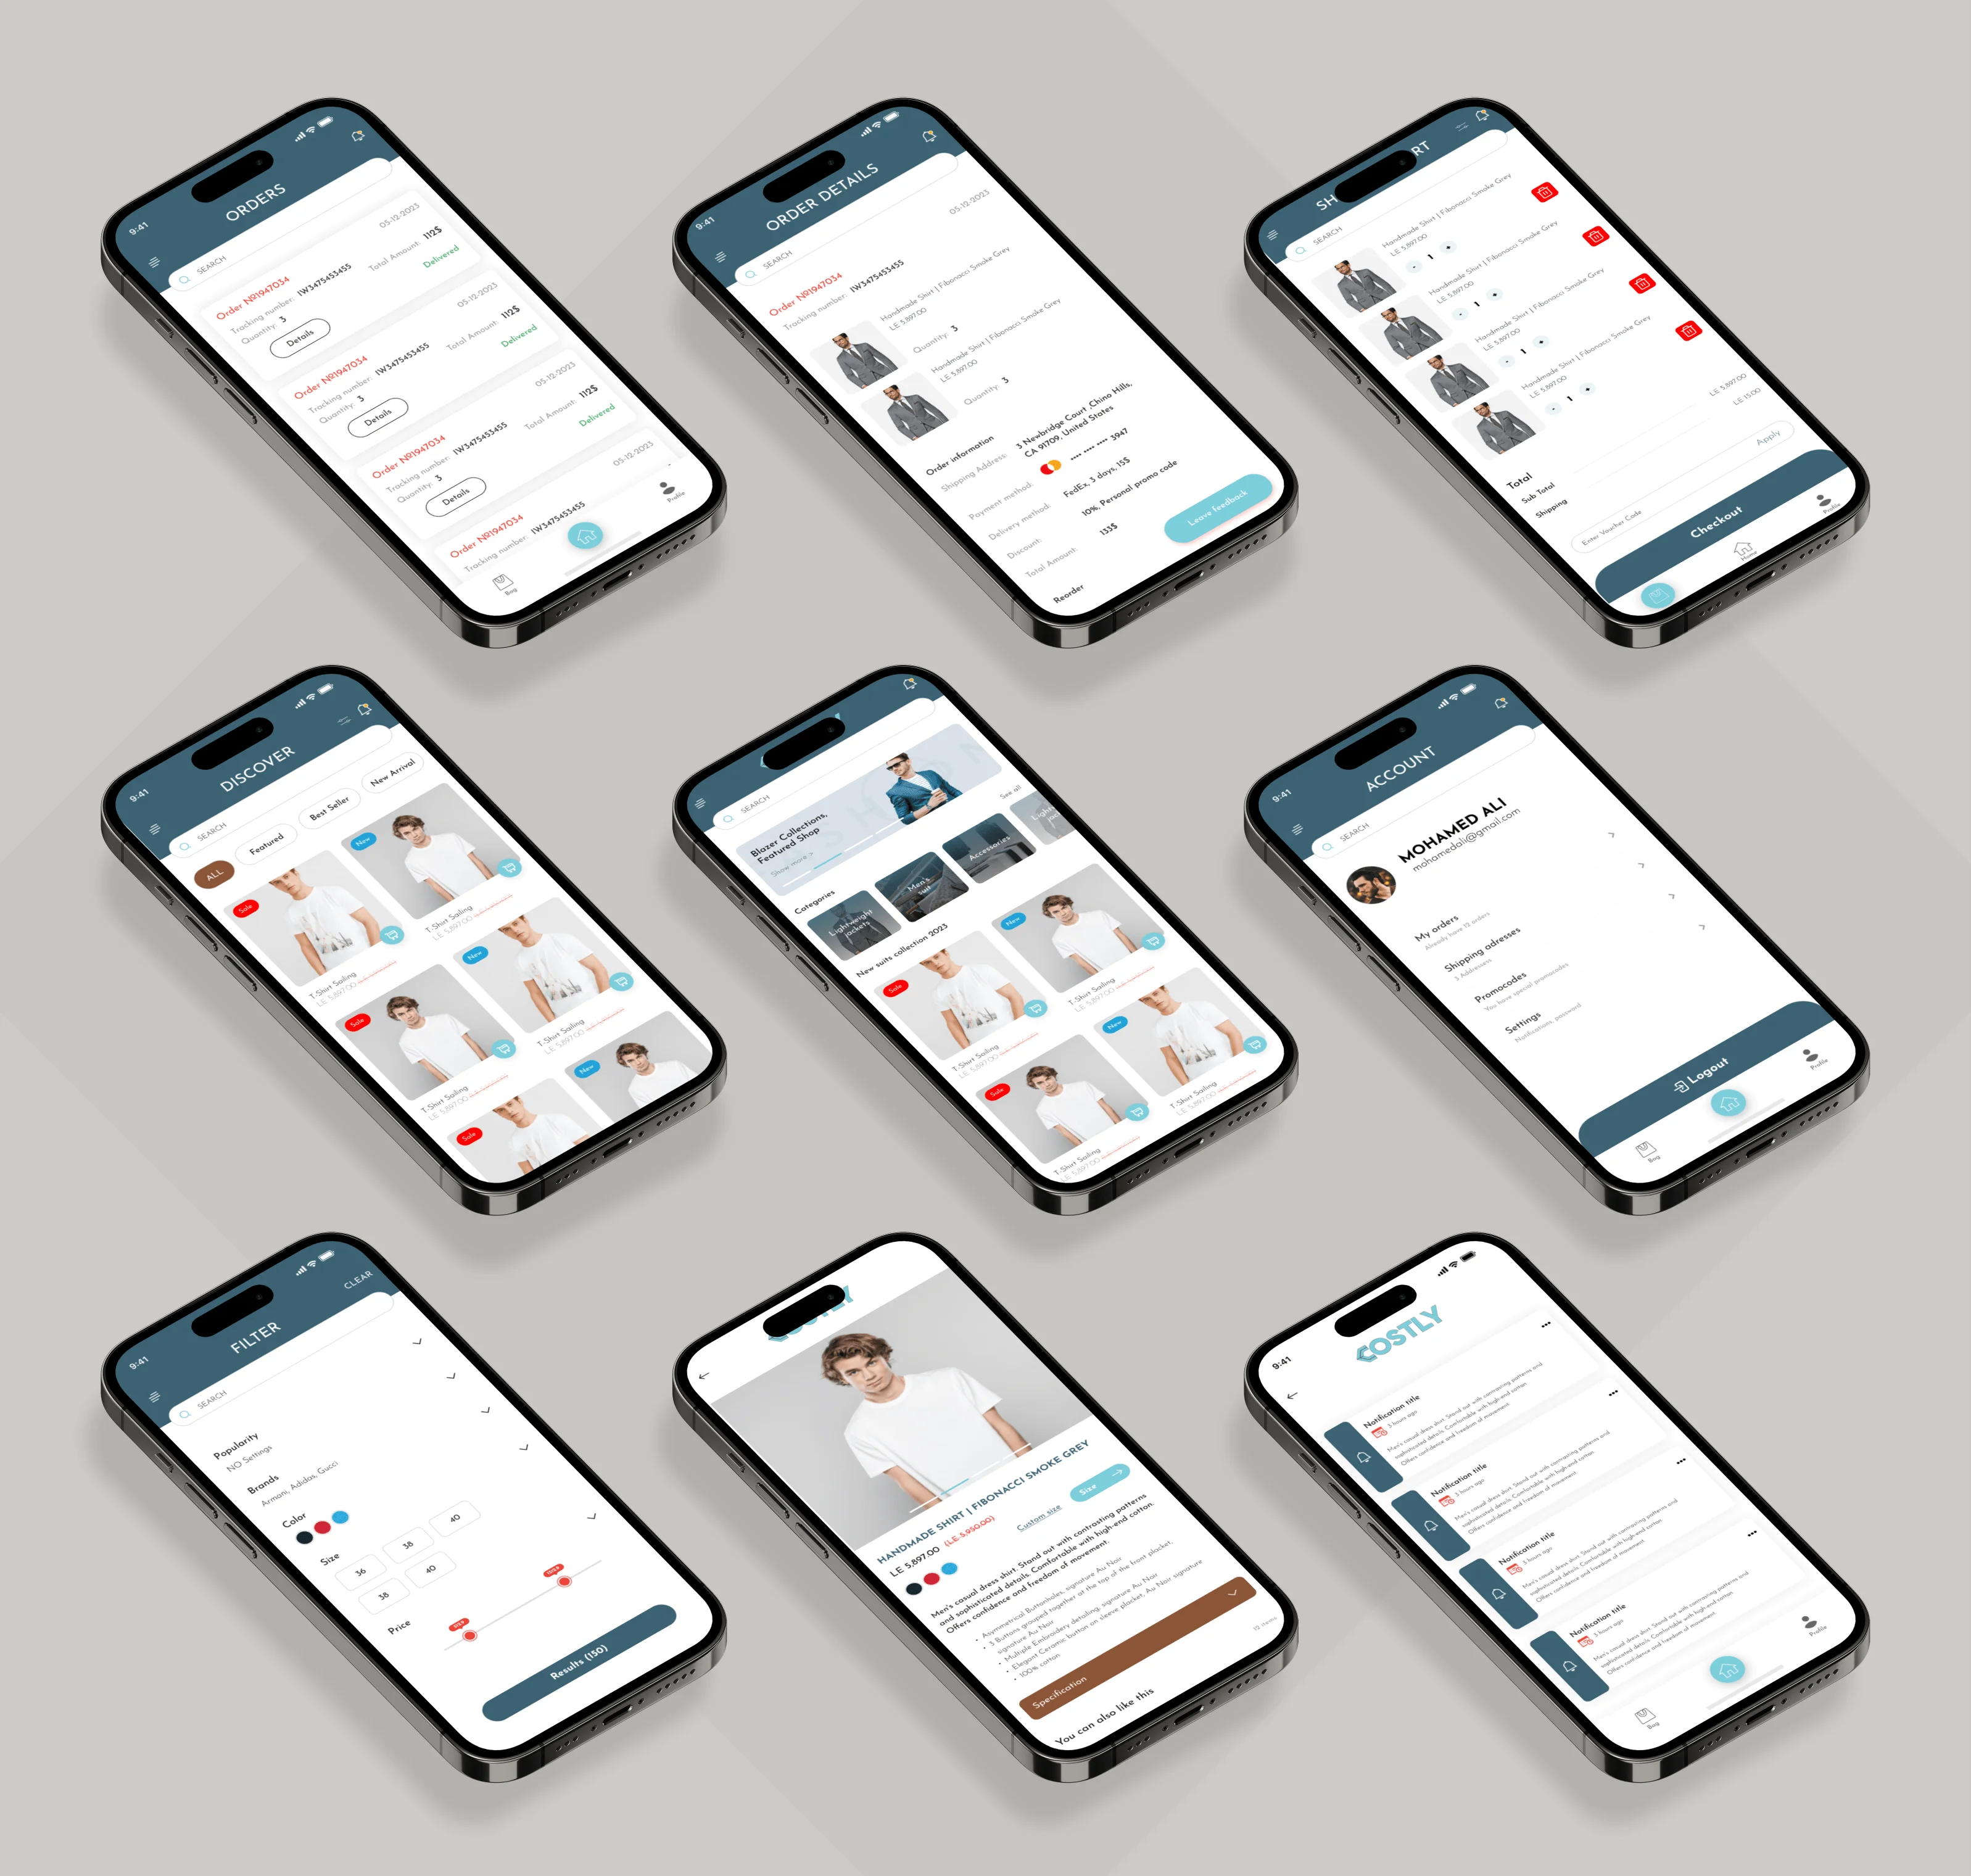 9:41
ORDERS
SEARCH
Order №1947034
05-12-2023
Tracking number: IW3475453455
Quantity: 3
Total Amount: 112$
Details
Delivered
Order №1947034
05-12-2023
Tracking number: IW3475453455
Quantity: 3
Total Amount: 112$
Details
Delivered
Order №1947034
05-12-2023
Tracking number: IW3475453455
Quantity: 3
Total Amount: 112$
Details
Delivered
Order №1947034
05-12-2023
Tracking number: IW3475453455
Bag
Profile
9:41
ORDER DETAILS
SEARCH
Order №1947034
05-12-2023
Tracking number: IW3475453455
Handmade Shirt | Fibonacci Smoke Grey
LE 5,897.00
Quantity: 3
Handmade Shirt | Fibonacci Smoke Grey
LE 5,897.00
Quantity: 3
Order information
Shipping Address: 3 Newbridge Court ,Chino Hills,
CA 91709, United States
Payment method: •••• •••• •••• 3947
Delivery method: FedEx, 3 days, 15$
Discount: 10%, Personal promo code
Total Amount: 133$
Reorder
Leave feedback
SH
RT
SEARCH
Handmade Shirt | Fibonacci Smoke Grey
LE 5,897.00
- 1 +
Handmade Shirt | Fibonacci Smoke Grey
LE 5,897.00
- 1 +
Handmade Shirt | Fibonacci Smoke Grey
LE 5,897.00
- 1 +
Handmade Shirt | Fibonacci Smoke Grey
LE 5,897.00
- 1 +
Total
Sub Total LE 5,897.00
Shipping LE 15.00
Enter Voucher Code
Apply
Checkout
Home
Profile
9:41
DISCOVER
SEARCH
ALL
Featured
Best Seller
New Arrival
Sale
T-Shirt Sailing
LE 5,897.00
New
T-Shirt Sailing
LE 5,897.00
Sale
T-Shirt Sailing
LE 5,897.00
New
T-Shirt Sailing
LE 5,897.00
Sale
New
SEARCH
Blazer Collections,
Featured Shop
Show more >
Categories
See all
Lightweight
jackets
Men's
suit
Accessories
Lightweight
jackets
New suits collection 2023
Sale
T-Shirt Sailing
LE 5,897.00
New
T-Shirt Sailing
LE 5,897.00
Sale
T-Shirt Sailing
LE 5,897.00
New
T-Shirt Sailing
LE 5,897.00
9:41
ACCOUNT
SEARCH
MOHAMED ALI
mohamedali@gmail.com
My orders
Already have 12 orders
Shipping adresses
3 Addresses
Promocodes
You have special promocodes
Settings
Notifications, password
Logout
Bag
Profile
9:41
FILTER
CLEAR
SEARCH
Popularity
NO Settings
Brands
Armani, Adidas, Gucci
Color
Size
36
38
40
38
40
Price
Results (150)
COSTLY
HANDMADE SHIRT | FIBONACCI SMOKE GREY
LE 5,897.00 (LE 5,950.00)
Custom size
Size
Men's casual dress shirt. Stand out with contrasting patterns
and sophisticated details. Comfortable with high-end cotton.
Offers confidence and freedom of movement.
• Asymmetrical Buttonholes, signature Au Noir
• 3 Buttons grouped together at the top of the front placket,
signature Au Noir
• Multiple Embroidery detailing, signature Au Noir
• Elegant Ceramic button on sleeve placket, Au Noir signature
• 100% cotton
Specification
You can also like this
12 items
9:41
COSTLY
Notification title
3 hours ago
Men's casual dress shirt. Stand out with contrasting patterns and
sophisticated details. Comfortable with high-end cotton
Offers confidence and freedom of movement.
Notification title
3 hours ago
Men's casual dress shirt. Stand out with contrasting patterns and
sophisticated details. Comfortable with high-end cotton
Offers confidence and freedom of movement
Notification title
3 hours ago
Men's casual dress shirt. Stand out with contrasting patterns and
sophisticated details. Comfortable with high-end cotton
Offers confidence and freedom of movement
Notification title
3 hours ago
Men's casual dress shirt. Stand out with contrasting patterns and
sophisticated details. Comfortable with high-end cotton
Offers confidence and freedom of movement.
Bag
Profile